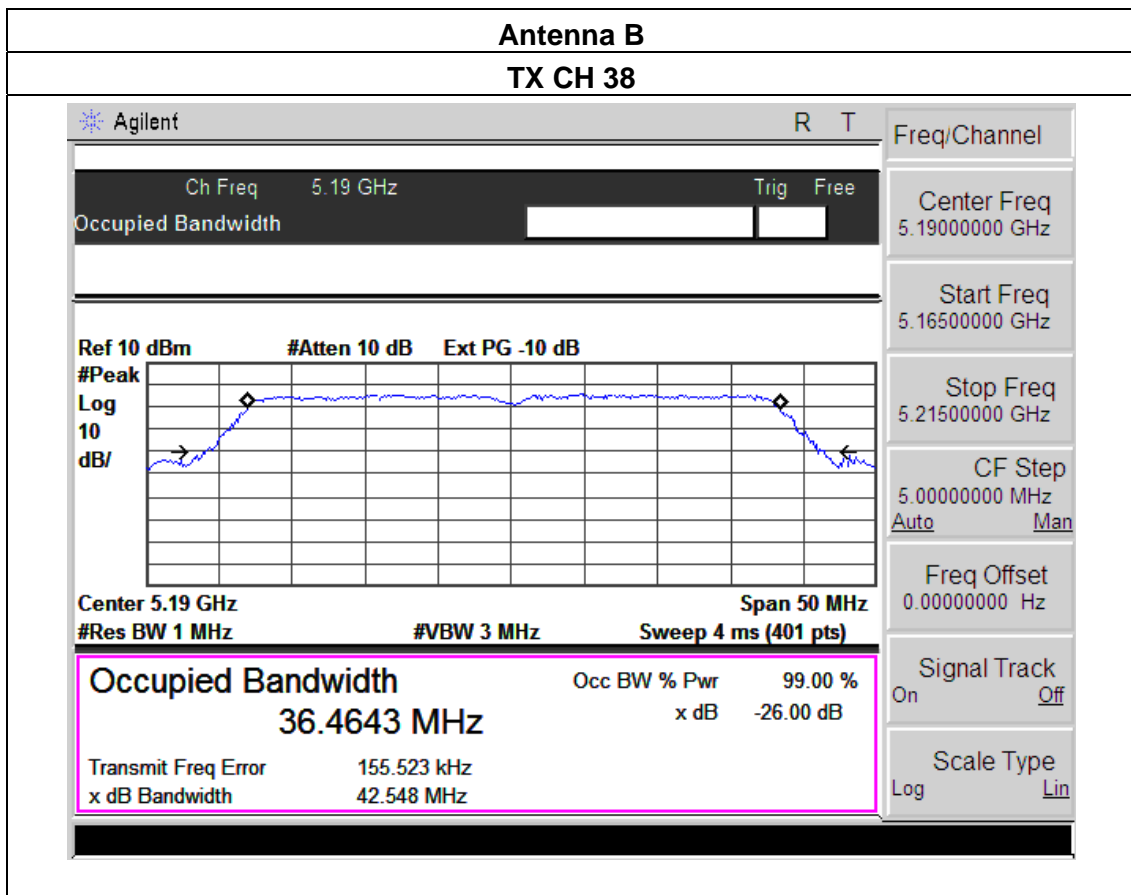 Antenna B
TX CH 38
Agilent R T
Ch Freq 5.19 GHz Trig Free
Occupied Bandwidth
Ref 10 dBm #Atten 10 dB Ext PG -10 dB
#Peak
Log
10
dB/
Center 5.19 GHz Span 50 MHz
#Res BW 1 MHz #VBW 3 MHz Sweep 4 ms (401 pts)
Occupied Bandwidth Occ BW % Pwr 99.00 %
36.4643 MHz x dB -26.00 dB
Transmit Freq Error 155.523 kHz
x dB Bandwidth 42.548 MHz
Freq/Channel
Center Freq
5.19000000 GHz
Start Freq
5.16500000 GHz
Stop Freq
5.21500000 GHz
CF Step
5.00000000 MHz
Auto Man
Freq Offset
0.00000000 Hz
Signal Track
On Off
Scale Type
Log Lin